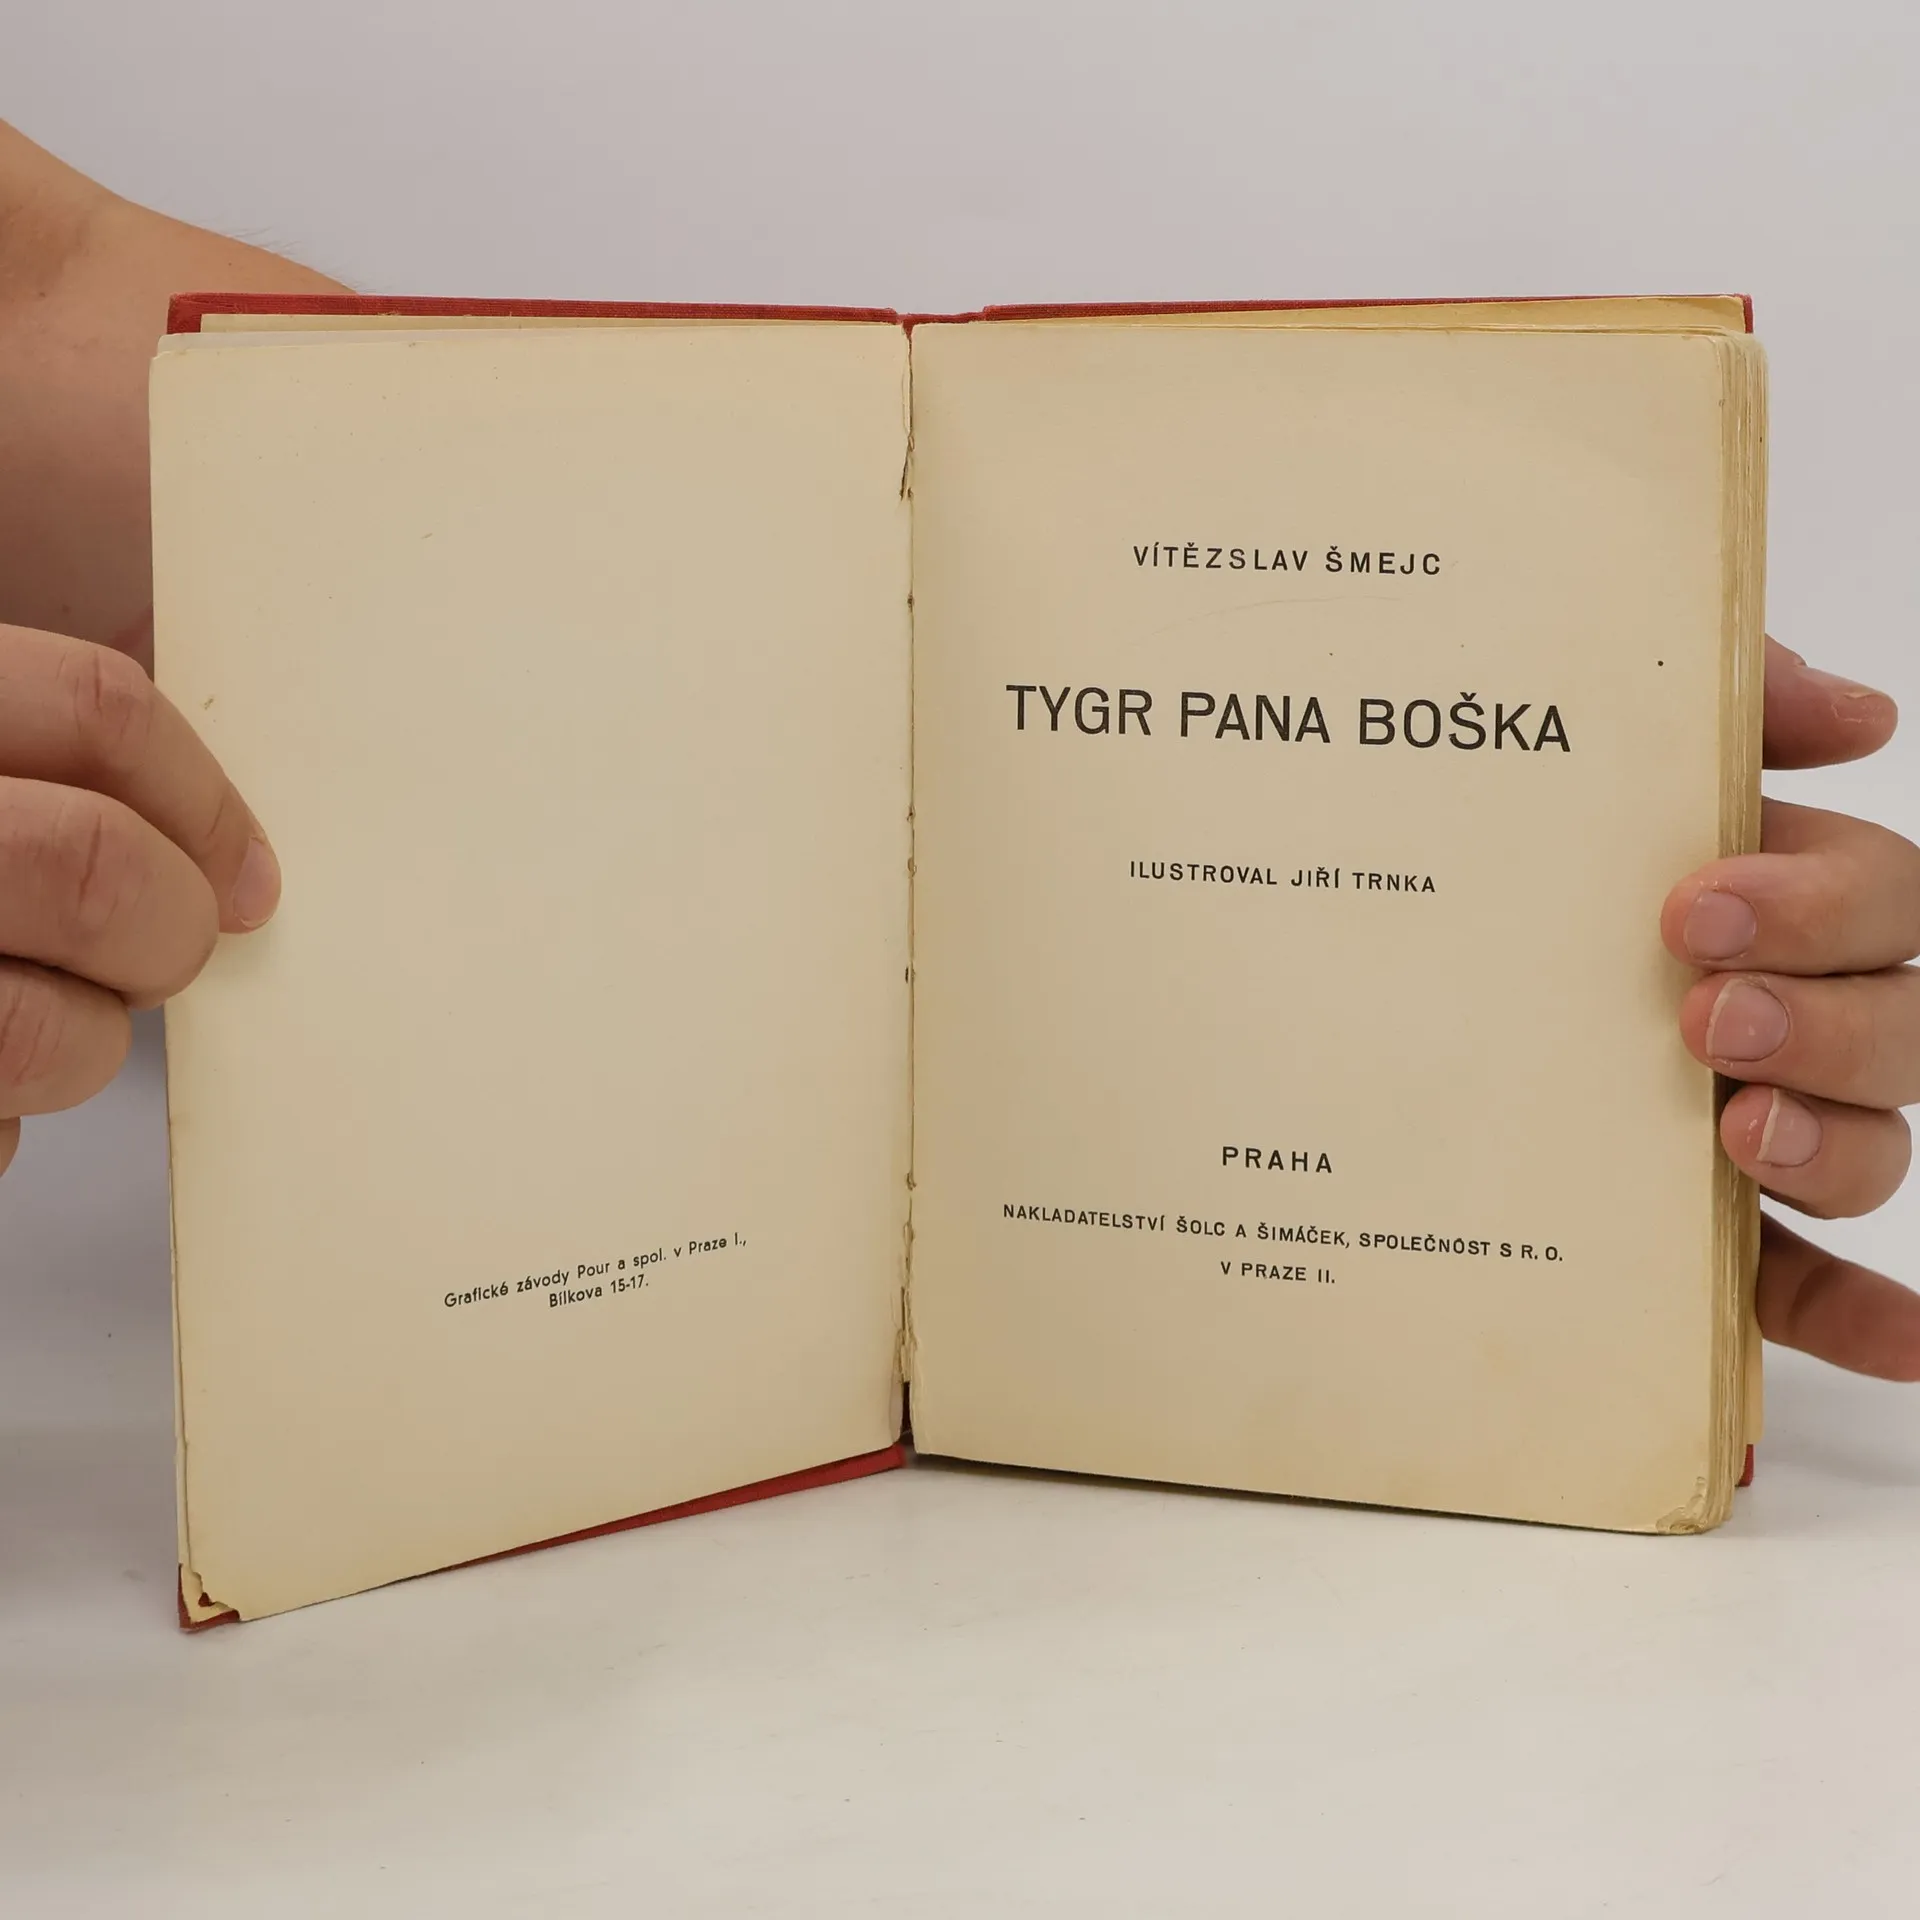 Grafické závody Pour a spol. v Praze I.,
Bílkova 15-17.
VÍTĚZSLAV ŠMEJC
TYGR PANA BOŠKA
ILUSTROVAL JIŘÍ TRNKA
PRAHA
NAKLADATELSTVÍ ŠOLC A ŠIMÁČEK, SPOLEČNOST S R. O.
V PRAZE II.